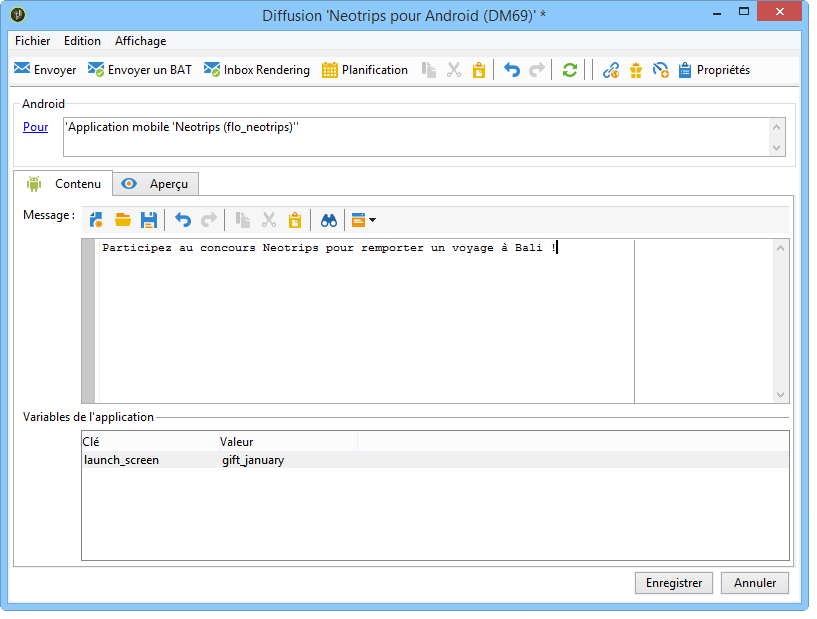 Diffusion 'Neotrips pour Android (DM69)' *
Fichier Edition Affichage
Envoyer Envoyer un BAT Inbox Rendering Planification Propriétés
Android
Pour 'Application mobile 'Neotrips (flo_neotrips)''
Contenu Aperçu
Message :
Participez au concours Neotrips pour remporter un voyage à Bali !
Variables de l'application
Clé Valeur
launch_screen gift_january
Enregistrer Annuler